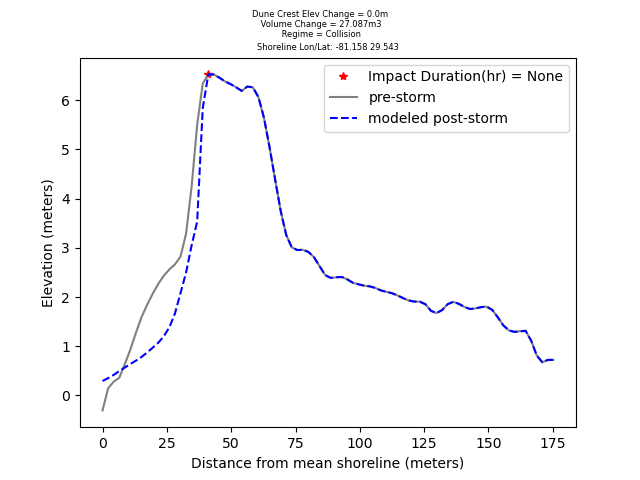 Dune Crest Elev Change = 0.0m
Volume Change = 27.087m3
Regime = Collision
Shoreline Lon/Lat: -81.158 29.543
Impact Duration(hr) = None
pre-storm
modeled post-storm
Elevation (meters)
6
5
4
3
2
1
0
0 25 50 75 100 125 150 175
Distance from mean shoreline (meters)